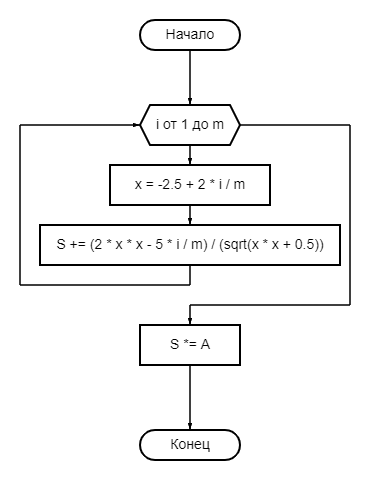 Начало
i от 1 до m
x = -2.5 + 2 * i / m
S += (2 * x * x - 5 * i / m) / (sqrt(x * x + 0.5))
S *= A
Конец